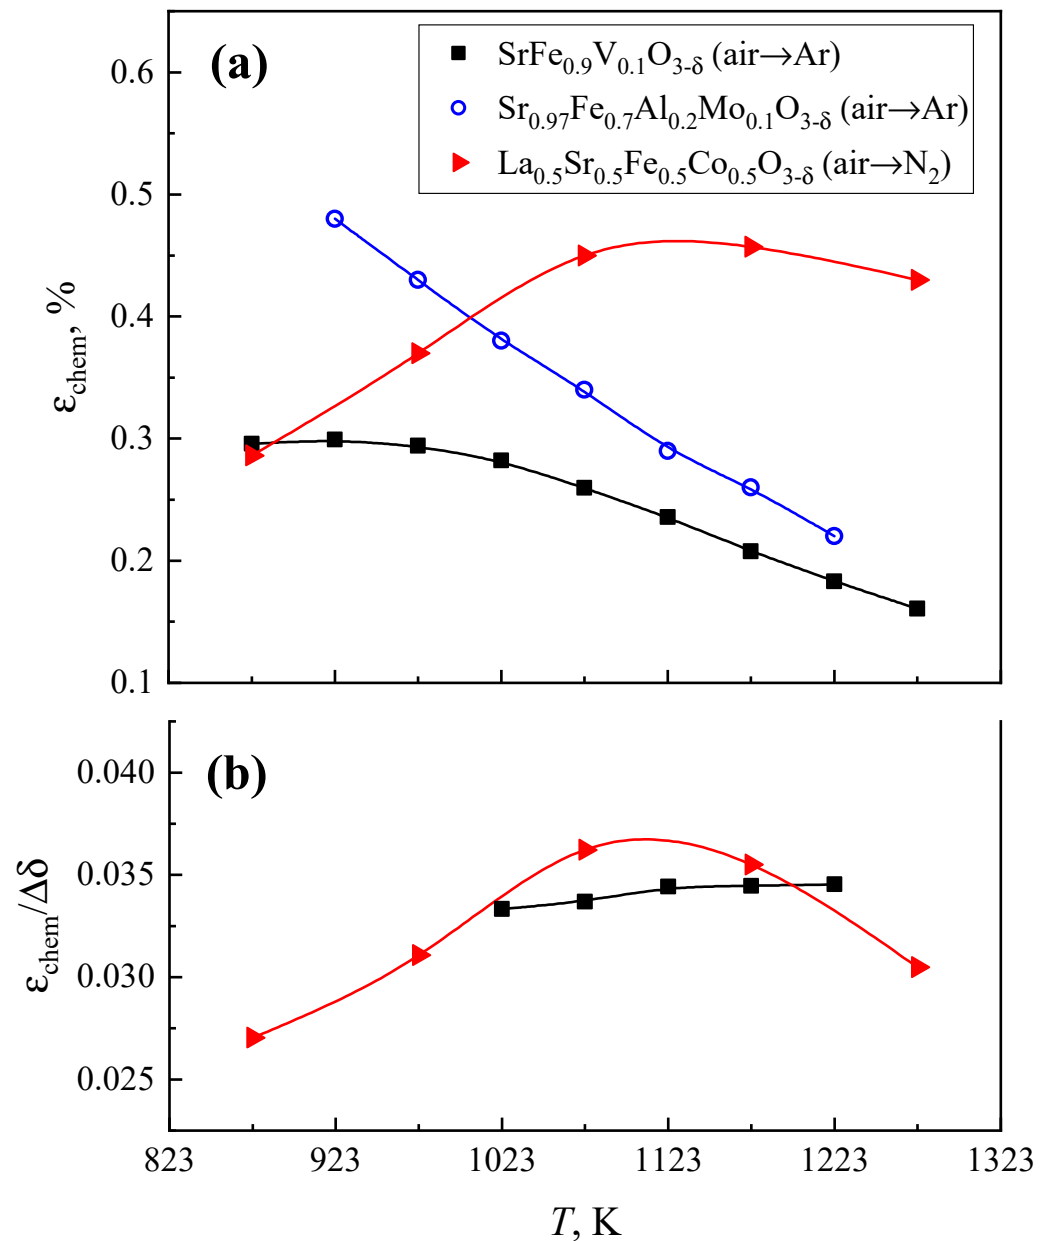 (a)
SrFe0.9V0.1O3-δ (air→Ar)
Sr0.97Fe0.7Al0.2Mo0.1O3-δ (air→Ar)
La0.5Sr0.5Fe0.5Co0.5O3-δ (air→N2)
0.6
0.5
0.4
0.3
0.2
0.1
εchem, %
(b)
0.040
0.035
0.030
0.025
εchem/Δδ
823 923 1023 1123 1223 1323
T, K